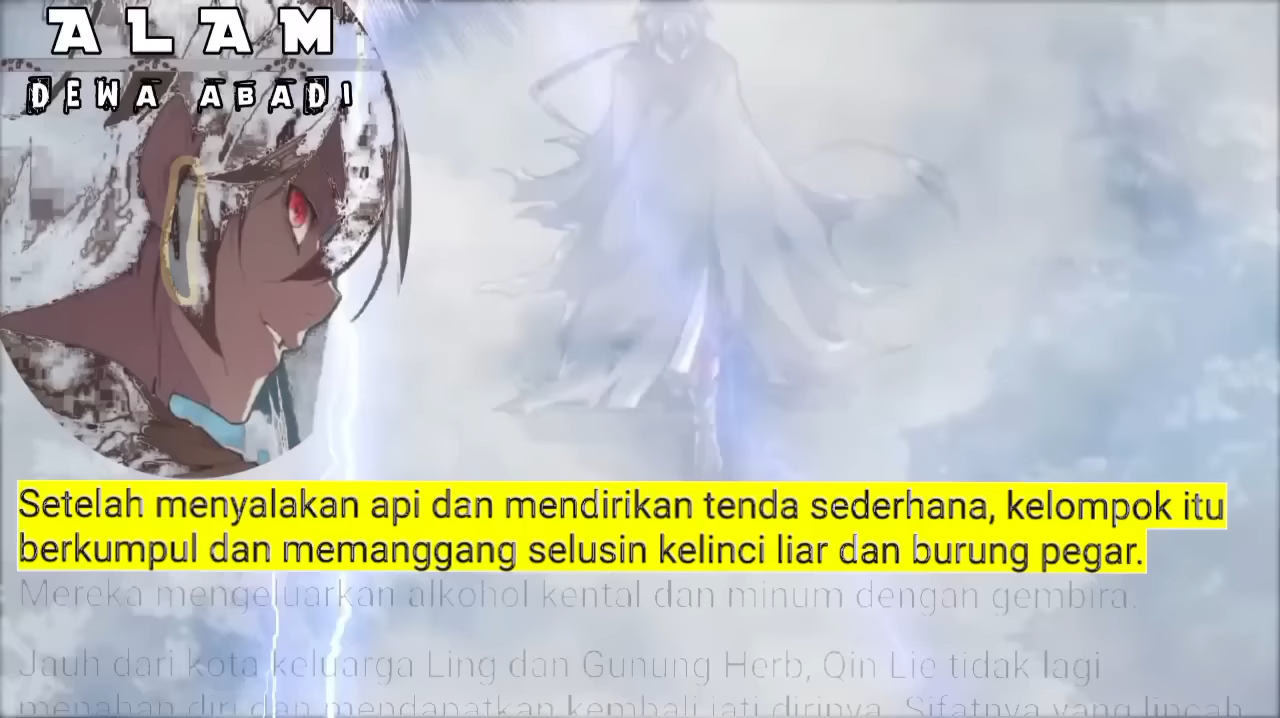 ALAM
DEWA ABADI
Setelah menyalakan api dan mendirikan tenda sederhana, kelompok itu
berkumpul dan memanggang selusin kelinci liar dan burung pegar.
Mereka mengeluarkan alkohol kental dan minum dengan gembira.
Jauh dari kota keluarga Ling dan Gunung Herb, Qin Lie tidak lagi
menahan diri dan mendapatkan kembali jati dirinya. Sifatnya yang lincah